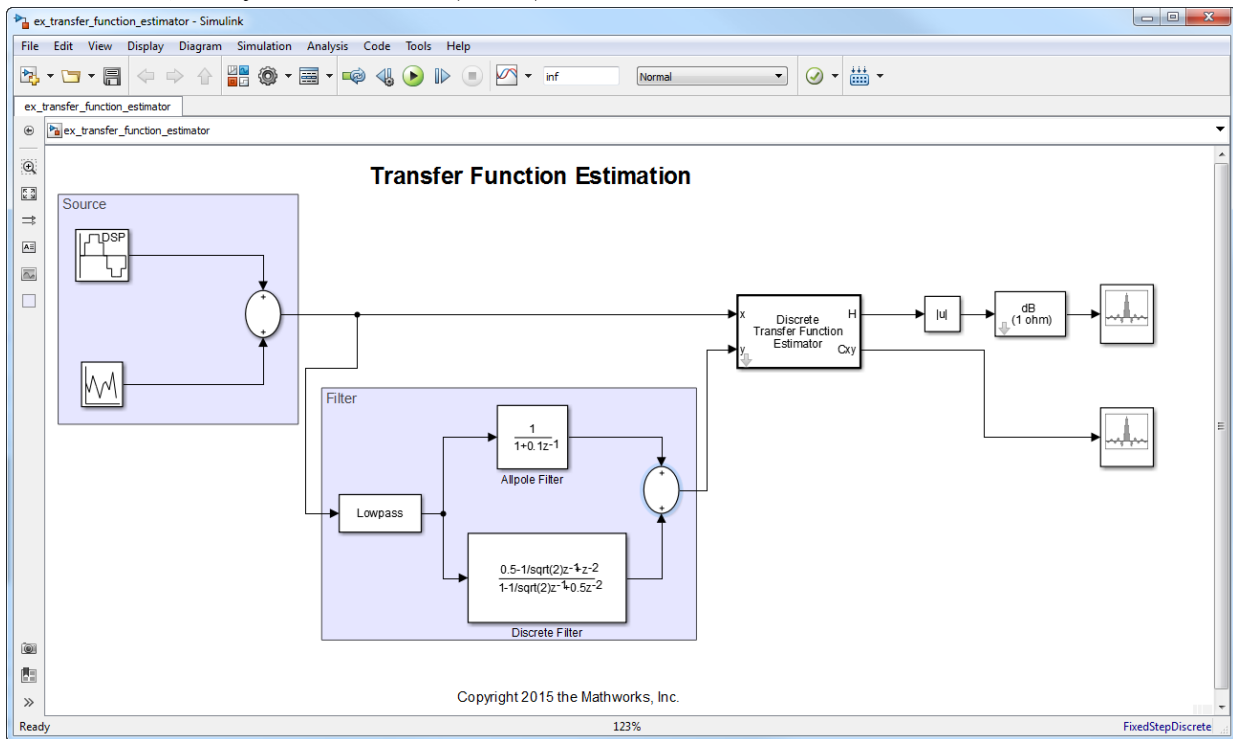 ex_transfer_function_estimator - Simulink
File Edit View Display Diagram Simulation Analysis Code Tools Help
inf
Normal
ex_transfer_function_estimator
ex_transfer_function_estimator
Transfer Function Estimation
Source
DSP
+
+
x
y
Discrete
Transfer Function
Estimator
H
Cxy
|u|
dB
(1 ohm)
Filter
1
1+0.1z-1
Allpole Filter
Lowpass
+
+
0.5-1/sqrt(2)z-1+z-2
1-1/sqrt(2)z-1+0.5z-2
Discrete Filter
Copyright 2015 the Mathworks, Inc.
Ready
123%
FixedStepDiscrete